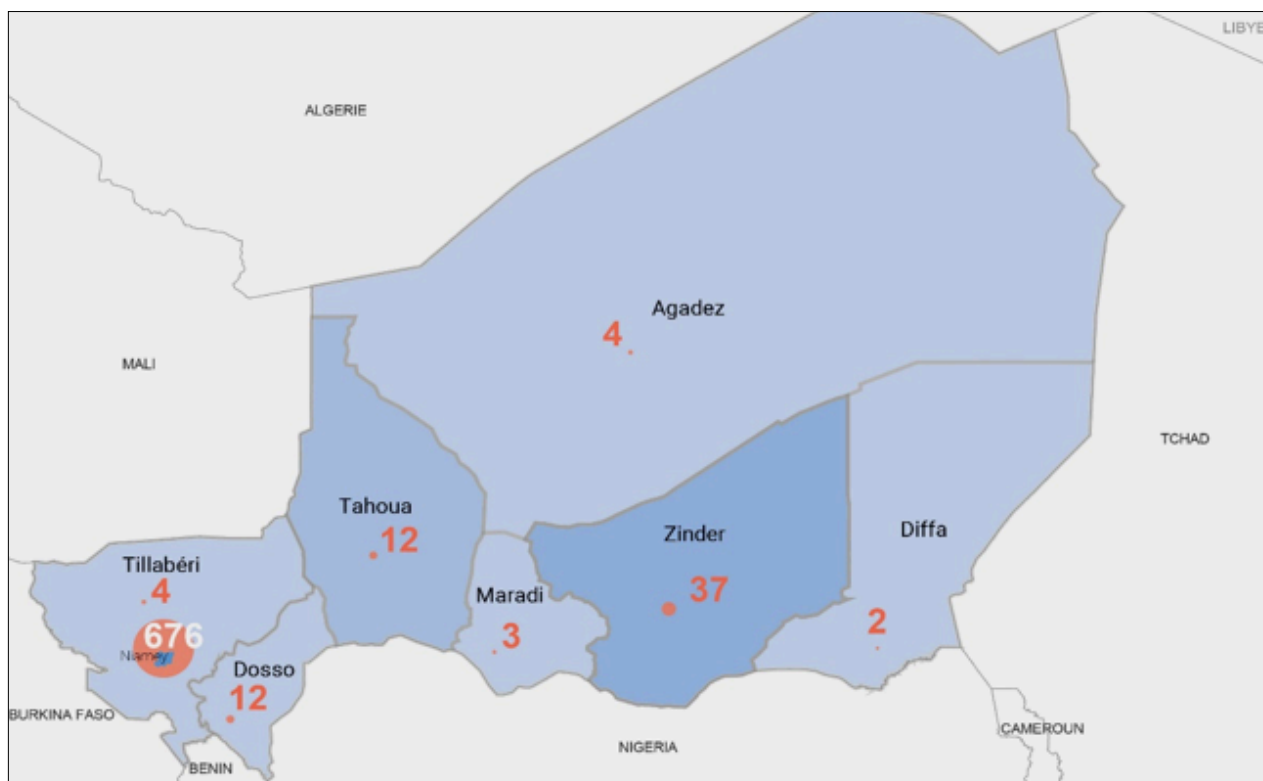 LIBYE
ALGERIE
Agadez
4
MALI
TCHAD
Tahoua
12
Zinder
37
Diffa
2
Tillabéri
4
Maradi
3
676
Niamey
Dosso
12
BURKINA FASO
BENIN
NIGERIA
CAMEROUN